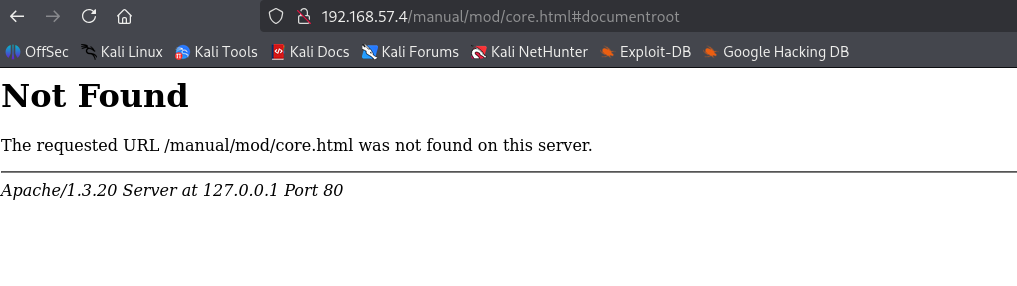 192.168.57.4/manual/mod/core.html#documentroot
OffSec Kali Linux Kali Tools Kali Docs Kali Forums Kali NetHunter Exploit-DB Google Hacking DB
Not Found
The requested URL /manual/mod/core.html was not found on this server.
Apache/1.3.20 Server at 127.0.0.1 Port 80